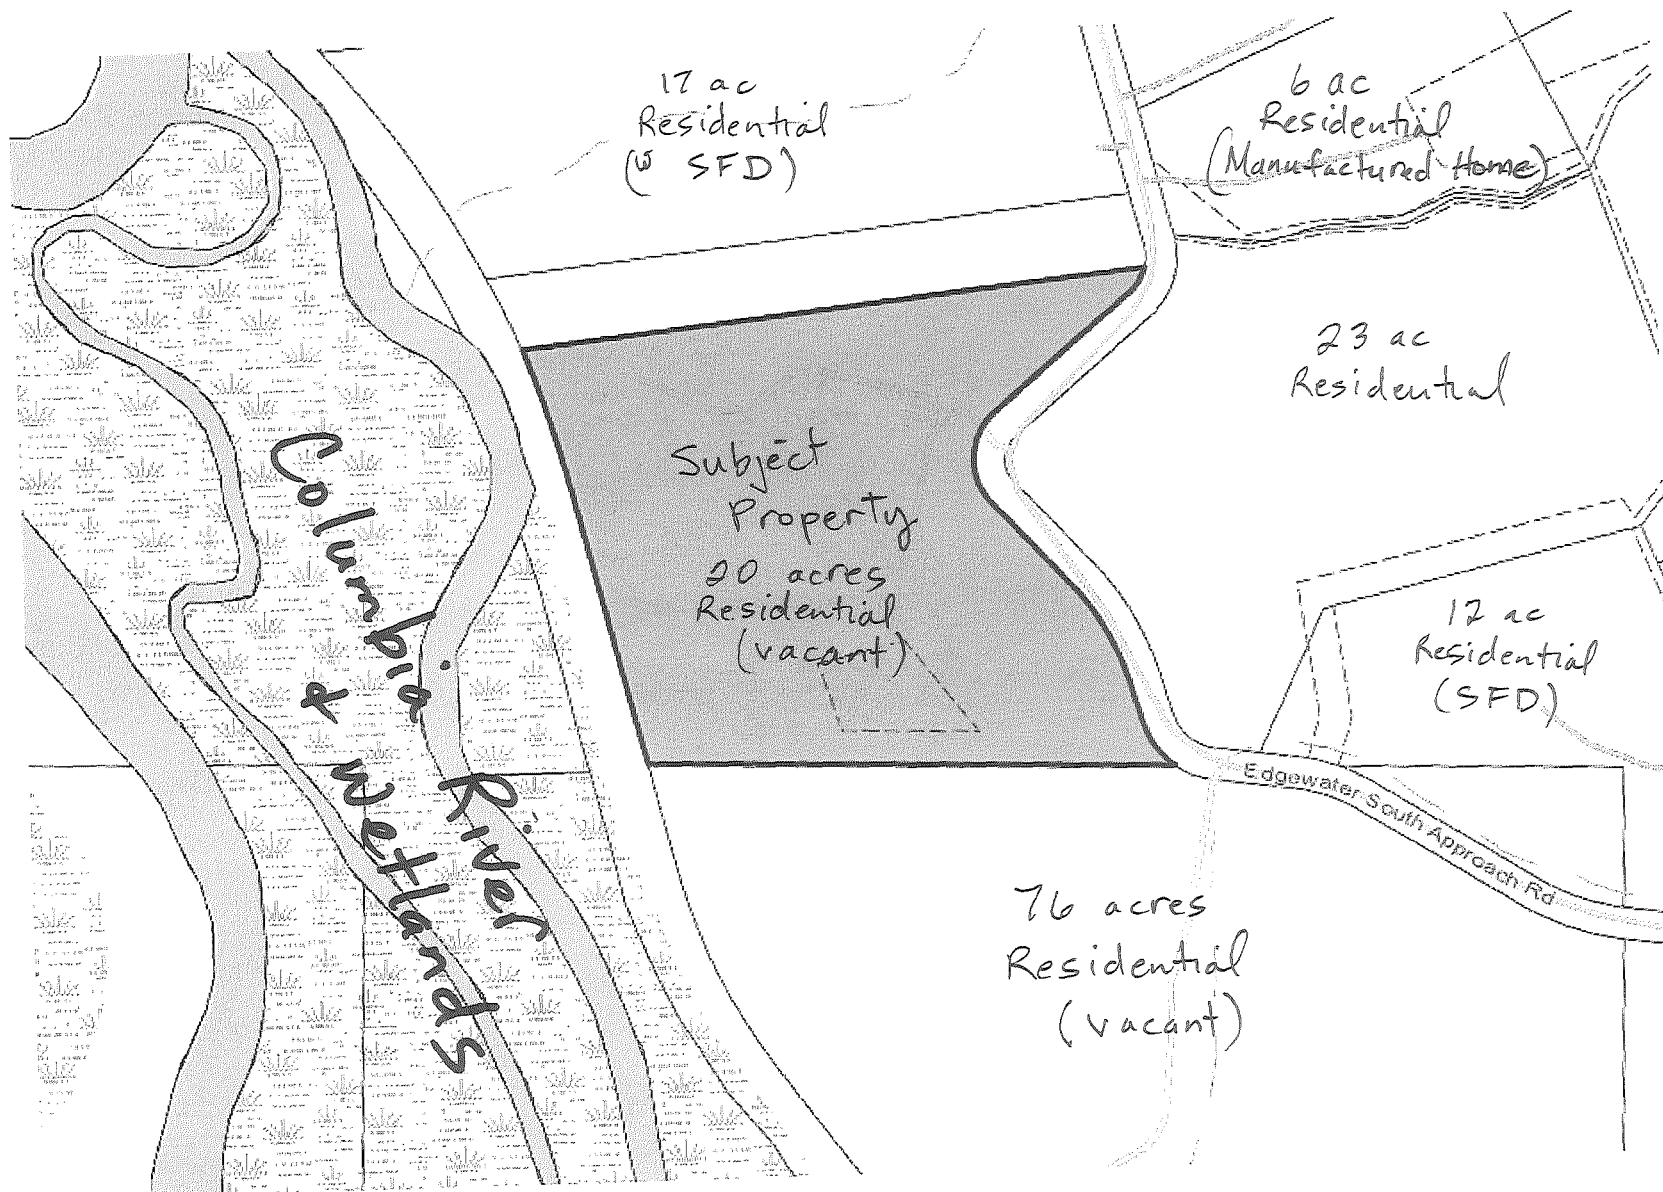 17 ac
Residential
(w SFD)
6 ac
Residential
(Manufactured Home)
23 ac
Residential
Subject
Property
20 acres
Residential
(vacant)
12 ac
Residential
(SFD)
Edgewater South Approach Rd
76 acres
Residential
(vacant)
Columbia River
& Wetlands